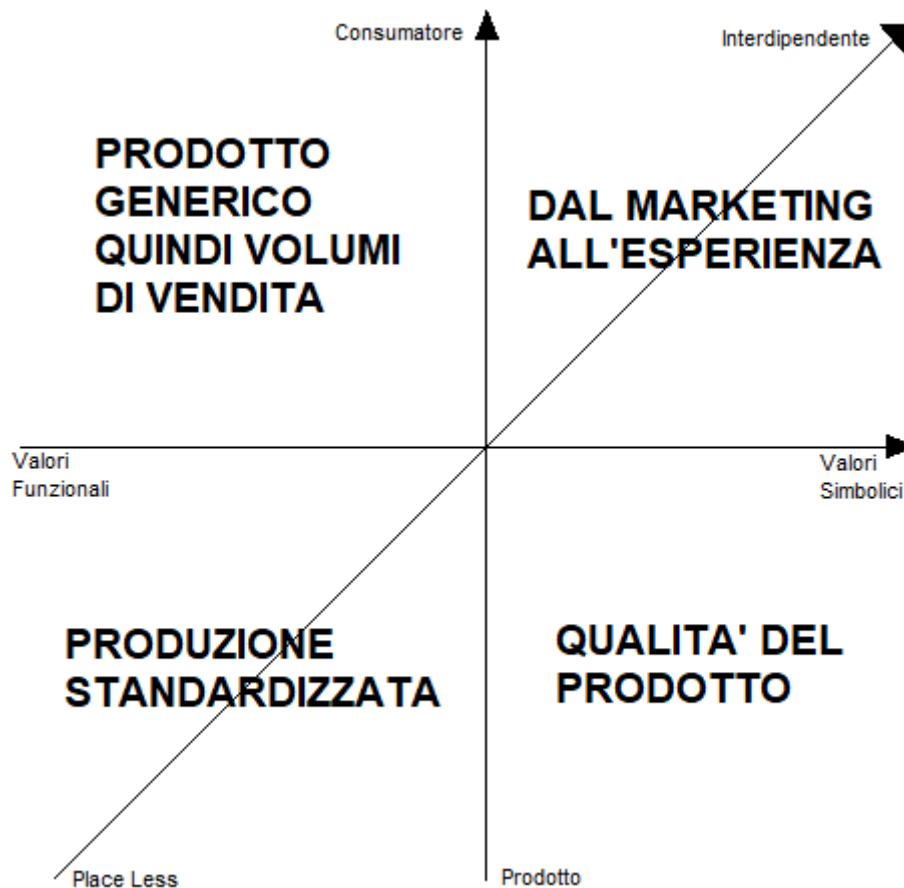 Consumatore
Interdipendente
PRODOTTO
GENERICO
QUINDI VOLUMI
DI VENDITA
DAL MARKETING
ALL'ESPERIENZA
Valori
Funzionali
Valori
Simbolici
PRODUZIONE
STANDARDIZZATA
QUALITA' DEL
PRODOTTO
Place Less
Prodotto